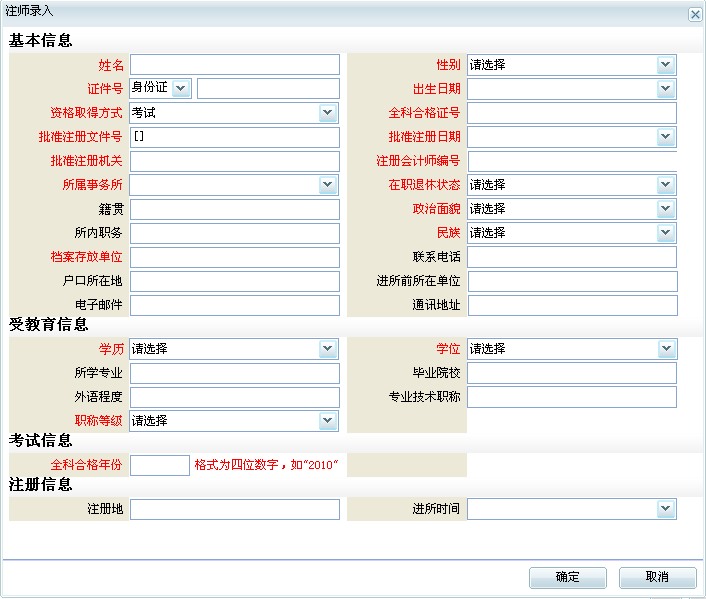 注师录入
基本信息
姓名 性别 请选择
证件号 身份证 出生日期
资格取得方式 考试 全科合格证号
批准注册文件号 [] 批准注册日期
批准注册机关 注册会计师编号
所属事务所 在职退休状态 请选择
籍贯 政治面貌 请选择
所内职务 民族 请选择
档案存放单位 联系电话
户口所在地 进所前所在单位
电子邮件 通讯地址
受教育信息
学历 请选择 学位 请选择
所学专业 毕业院校
外语程度 专业技术职称
职称等级 请选择
考试信息
全科合格年份 格式为四位数字，如"2010"
注册信息
注册地 进所时间
确定 取消